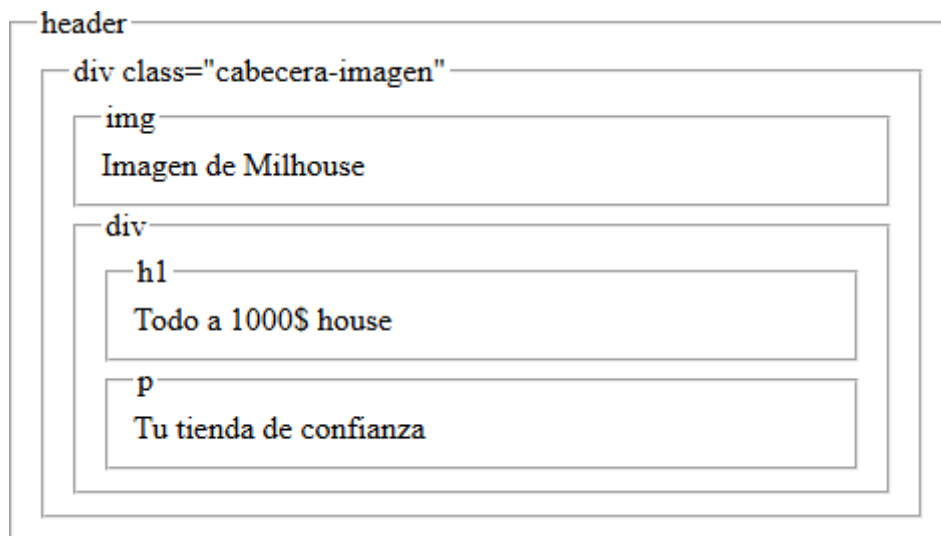 header
div class="cabecera-imagen"
img
Imagen de Milhouse
div
h1
Todo a 1000$ house
p
Tu tienda de confianza